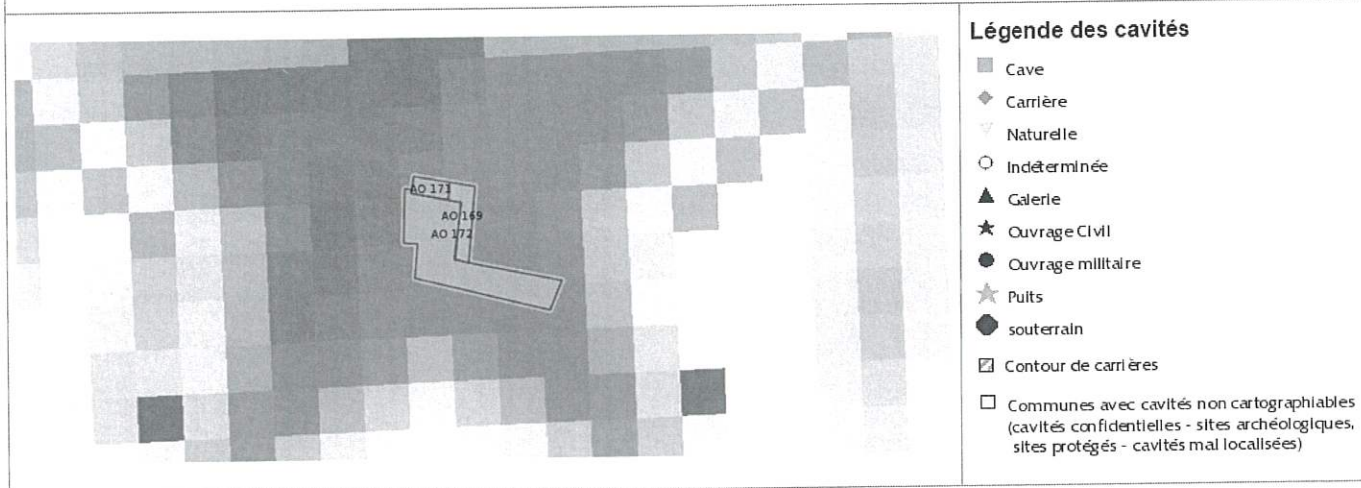 AO 173
AO 169
AO 172
Légende des cavités
Cave
Carrière
Naturelle
Indéterminée
Galerie
Ouvrage Civil
Ouvrage militaire
Puits
souterrain
Contour de carrières
Communes avec cavités non cartographiables
(cavités confidentielles - sites archéologiques,
sites protégés - cavités mal localisées)